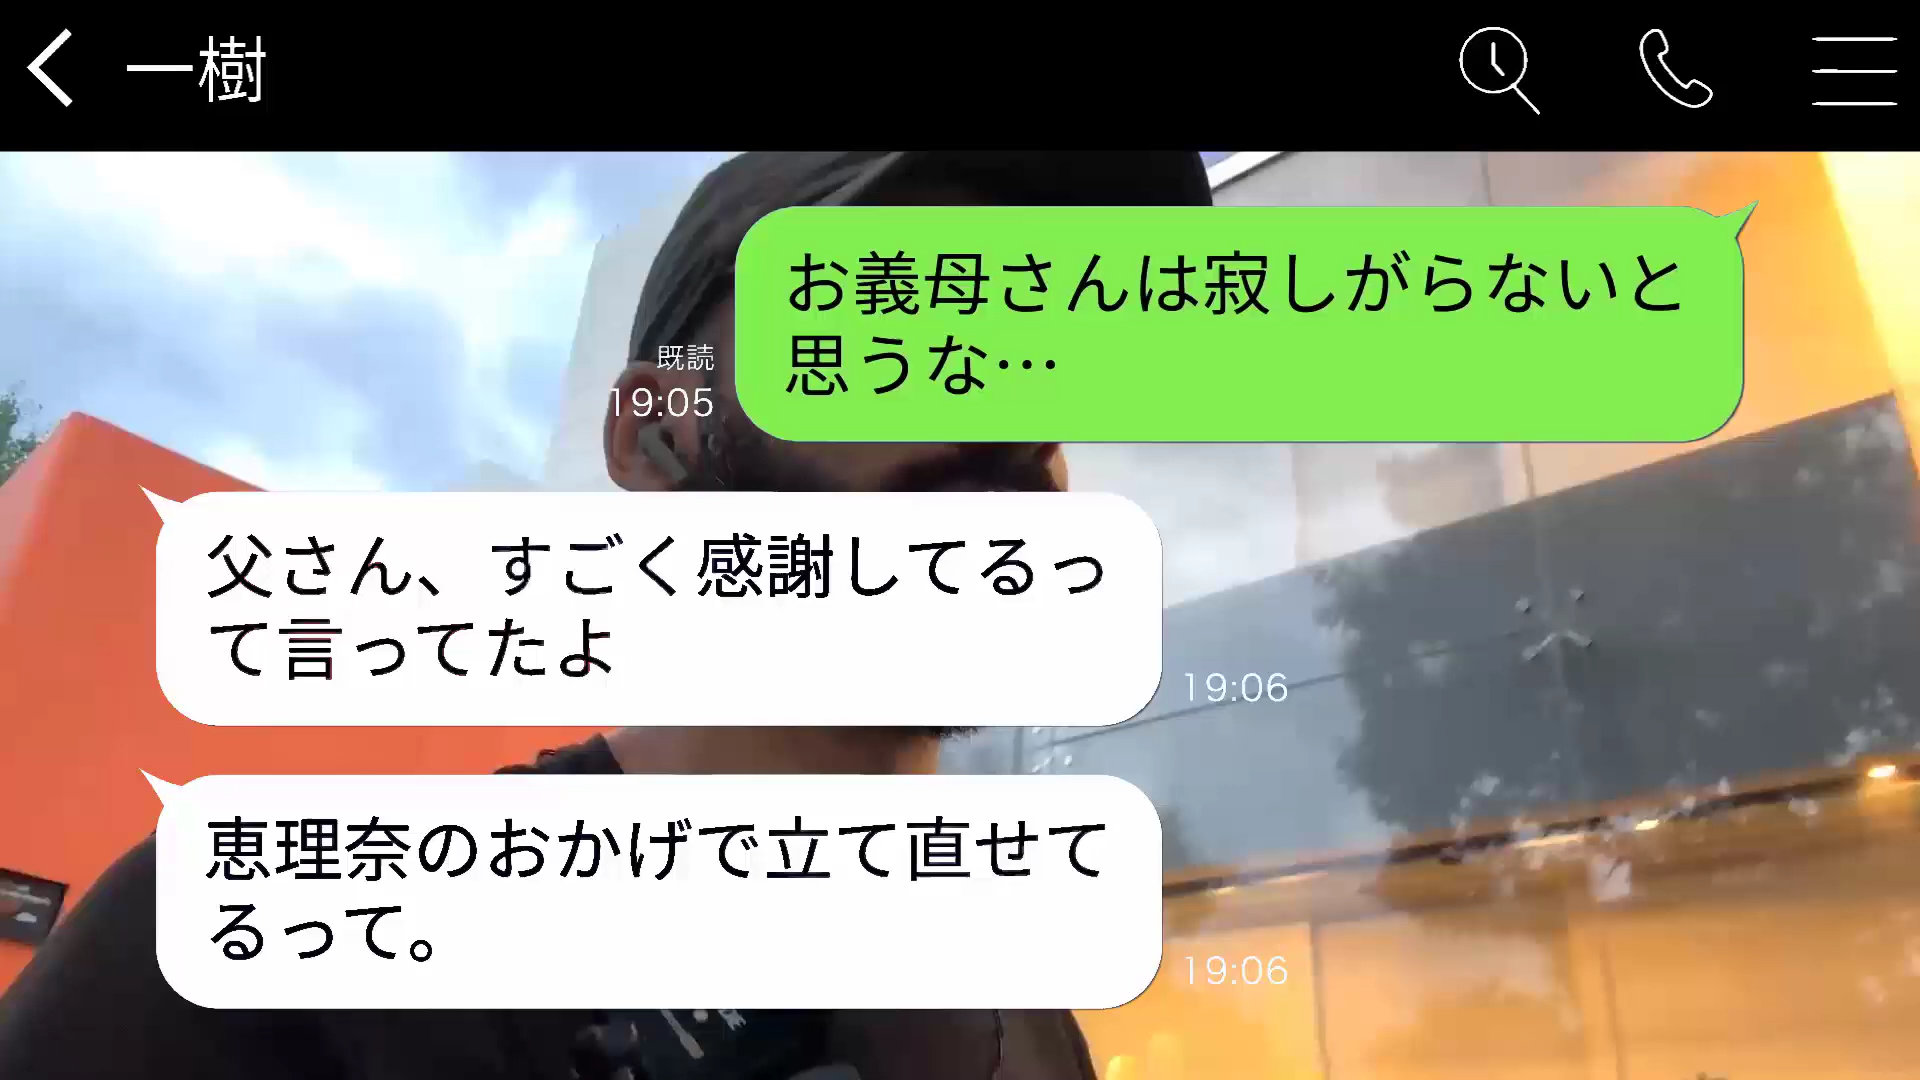 一樹
お義母さんは寂しがらないと
思うな…
既読
19:05
父さん、すごく感謝してるっ
て言ってたよ
19:06
恵理奈のおかげで立て直せて
るって。
19:06